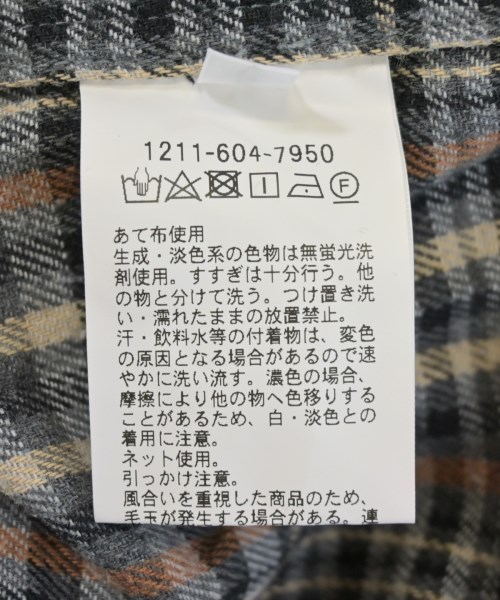 1211-604-7950
あて布使用
生成・淡色系の色物は無蛍光洗
剤使用。すすぎは十分行う。他
の物と分けて洗う。つけ置き洗
い・濡れたままの放置禁止。
汗・飲料水等の付着物は、変色
の原因となる場合があるので速
やかに洗い流す。濃色の場合、
摩擦により他の物へ色移りする
ことがあるため、白・淡色との
着用に注意。
ネット使用。
引っかけ注意。
風合いを重視した商品のため、
毛玉が発生する場合がある。連